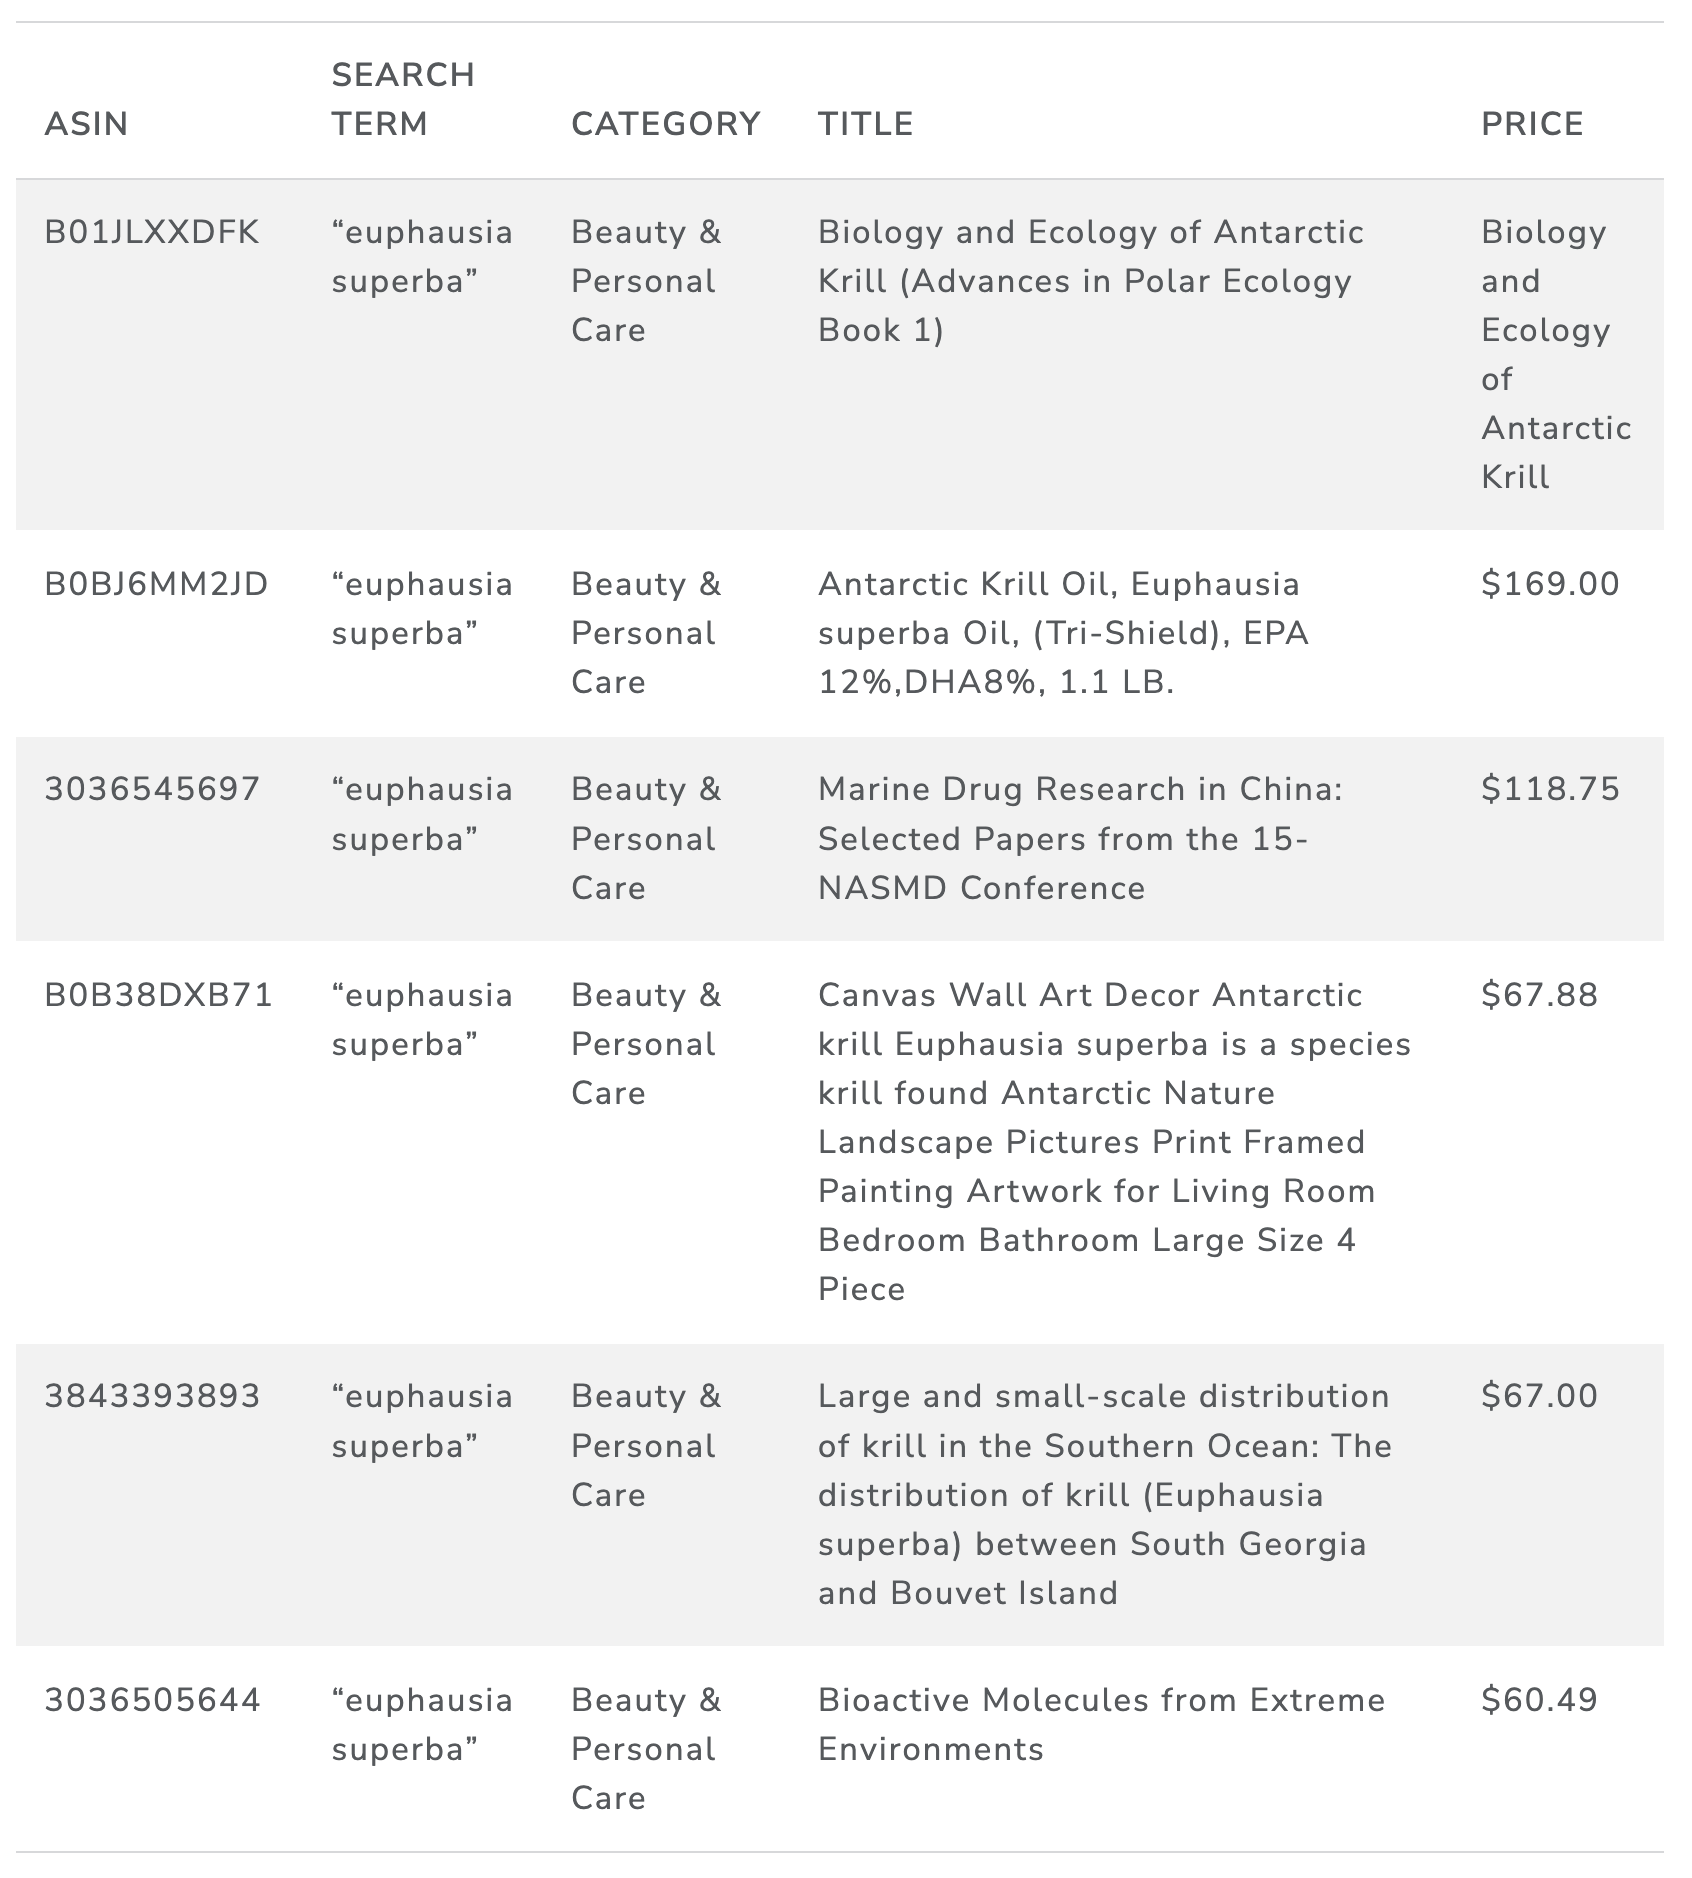 SEARCH
ASIN TERM CATEGORY TITLE PRICE
B01JLXXDFK “euphausia Beauty & Biology and Ecology of Antarctic Biology
superba” Personal Krill (Advances in Polar Ecology and
Care Book 1) Ecology
of
Antarctic
Krill
B0BJ6MM2JD “euphausia Beauty & Antarctic Krill Oil, Euphausia $169.00
superba” Personal superba Oil, (Tri-Shield), EPA
Care 12%,DHA8%, 1.1 LB.
3036545697 “euphausia Beauty & Marine Drug Research in China: $118.75
superba” Personal Selected Papers from the 15-
Care NASMD Conference
B0B38DXB71 “euphausia Beauty & Canvas Wall Art Decor Antarctic $67.88
superba” Personal krill Euphausia superba is a species
Care krill found Antarctic Nature
Landscape Pictures Print Framed
Painting Artwork for Living Room
Bedroom Bathroom Large Size 4
Piece
3843393893 “euphausia Beauty & Large and small-scale distribution $67.00
superba” Personal of krill in the Southern Ocean: The
Care distribution of krill (Euphausia
superba) between South Georgia
and Bouvet Island
3036505644 “euphausia Beauty & Bioactive Molecules from Extreme $60.49
superba” Personal Environments
Care